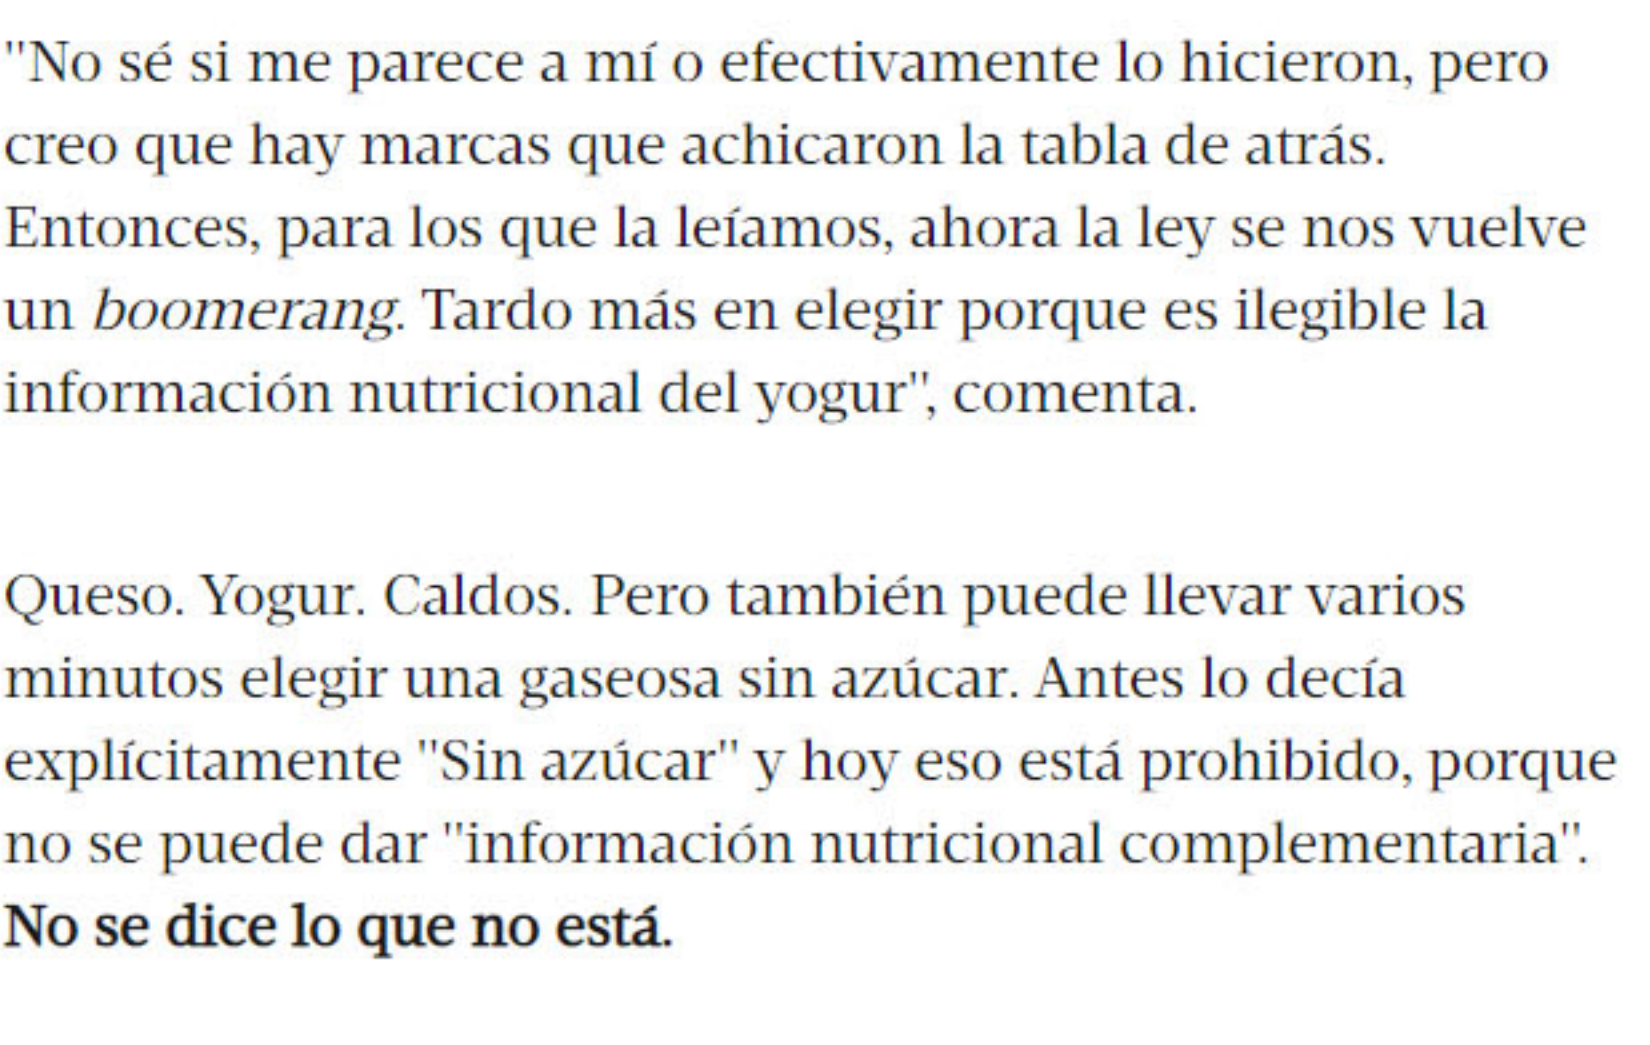 "No sé si me parece a mí o efectivamente lo hicieron, pero
creo que hay marcas que achicaron la tabla de atrás.
Entonces, para los que la leíamos, ahora la ley se nos vuelve
un boomerang. Tardo más en elegir porque es ilegible la
información nutricional del yogur", comenta.
Queso. Yogur. Caldos. Pero también puede llevar varios
minutos elegir una gaseosa sin azúcar. Antes lo decía
explícitamente "Sin azúcar" y hoy eso está prohibido, porque
no se puede dar "información nutricional complementaria".
No se dice lo que no está.